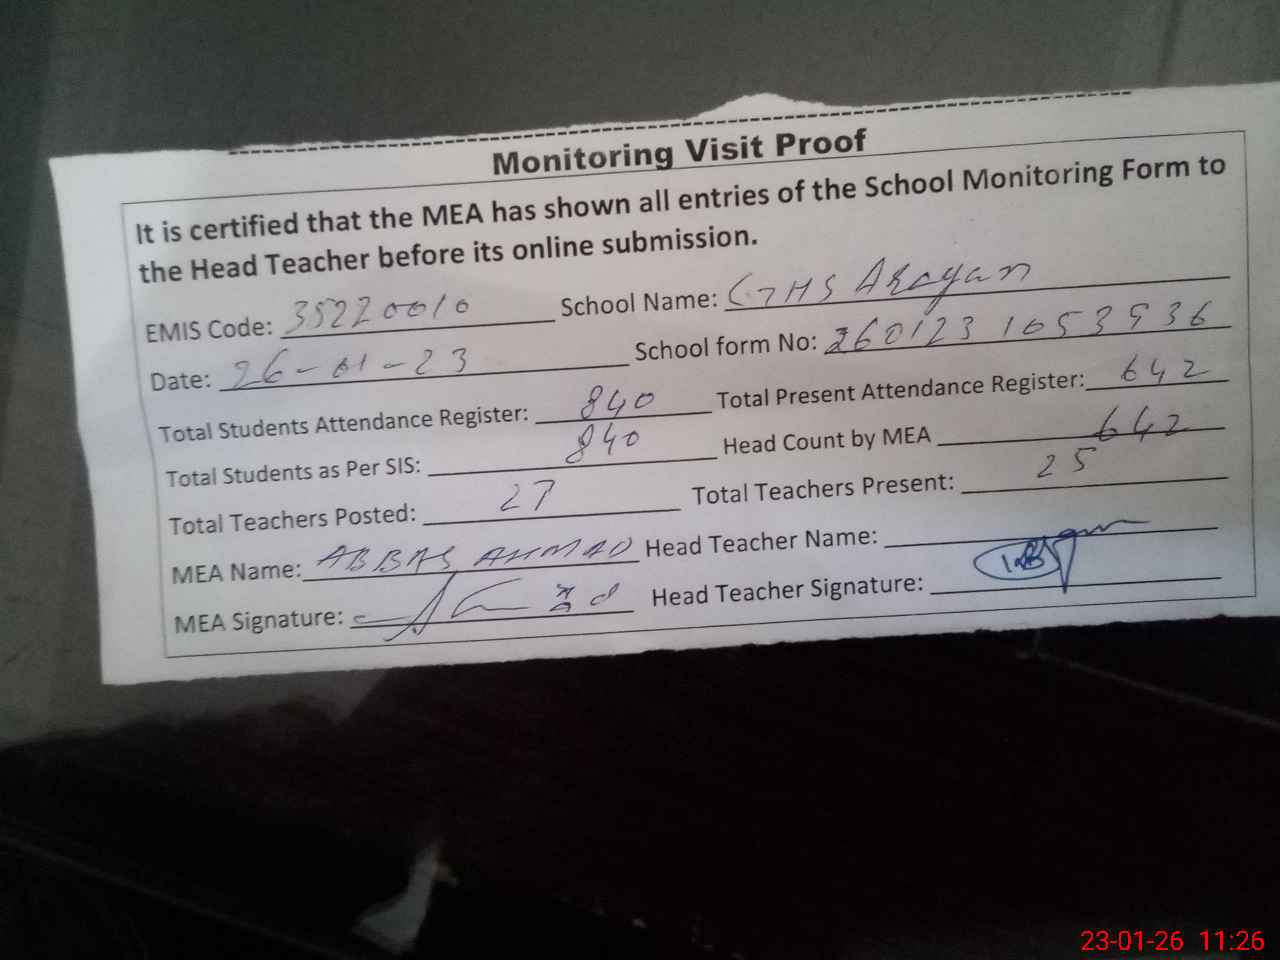 Monitoring Visit Proof
It is certified that the MEA has shown all entries of the School Monitoring Form to
the Head Teacher before its online submission.
EMIS Code: 35220010 School Name: GHS Arayan
Date: 26-01-23 School form No: 260123 1053936
Total Students Attendance Register: 840 Total Present Attendance Register: 642
Total Students as Per SIS: 840 Head Count by MEA 642
Total Teachers Posted: 27 Total Teachers Present: 25
MEA Name: ABBAS AHMAD Head Teacher Name:
MEA Signature: Head Teacher Signature:
23-01-26 11:26